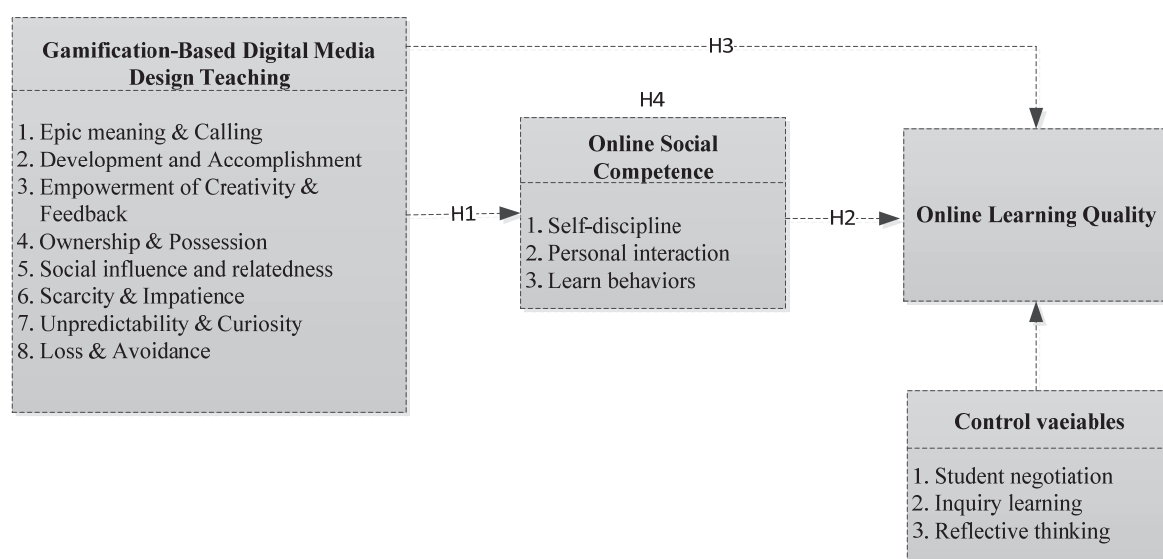 Gamification-Based Digital Media
Design Teaching
1. Epic meaning & Calling
2. Development and Accomplishment
3. Empowerment of Creativity &
Feedback
4. Ownership & Possession
5. Social influence and relatedness
6. Scarcity & Impatience
7. Unpredictability & Curiosity
8. Loss & Avoidance
H1
H3
H4
Online Social
Competence
1. Self-discipline
2. Personal interaction
3. Learn behaviors
H2
Online Learning Quality
Control vaeiables
1. Student negotiation
2. Inquiry learning
3. Reflective thinking